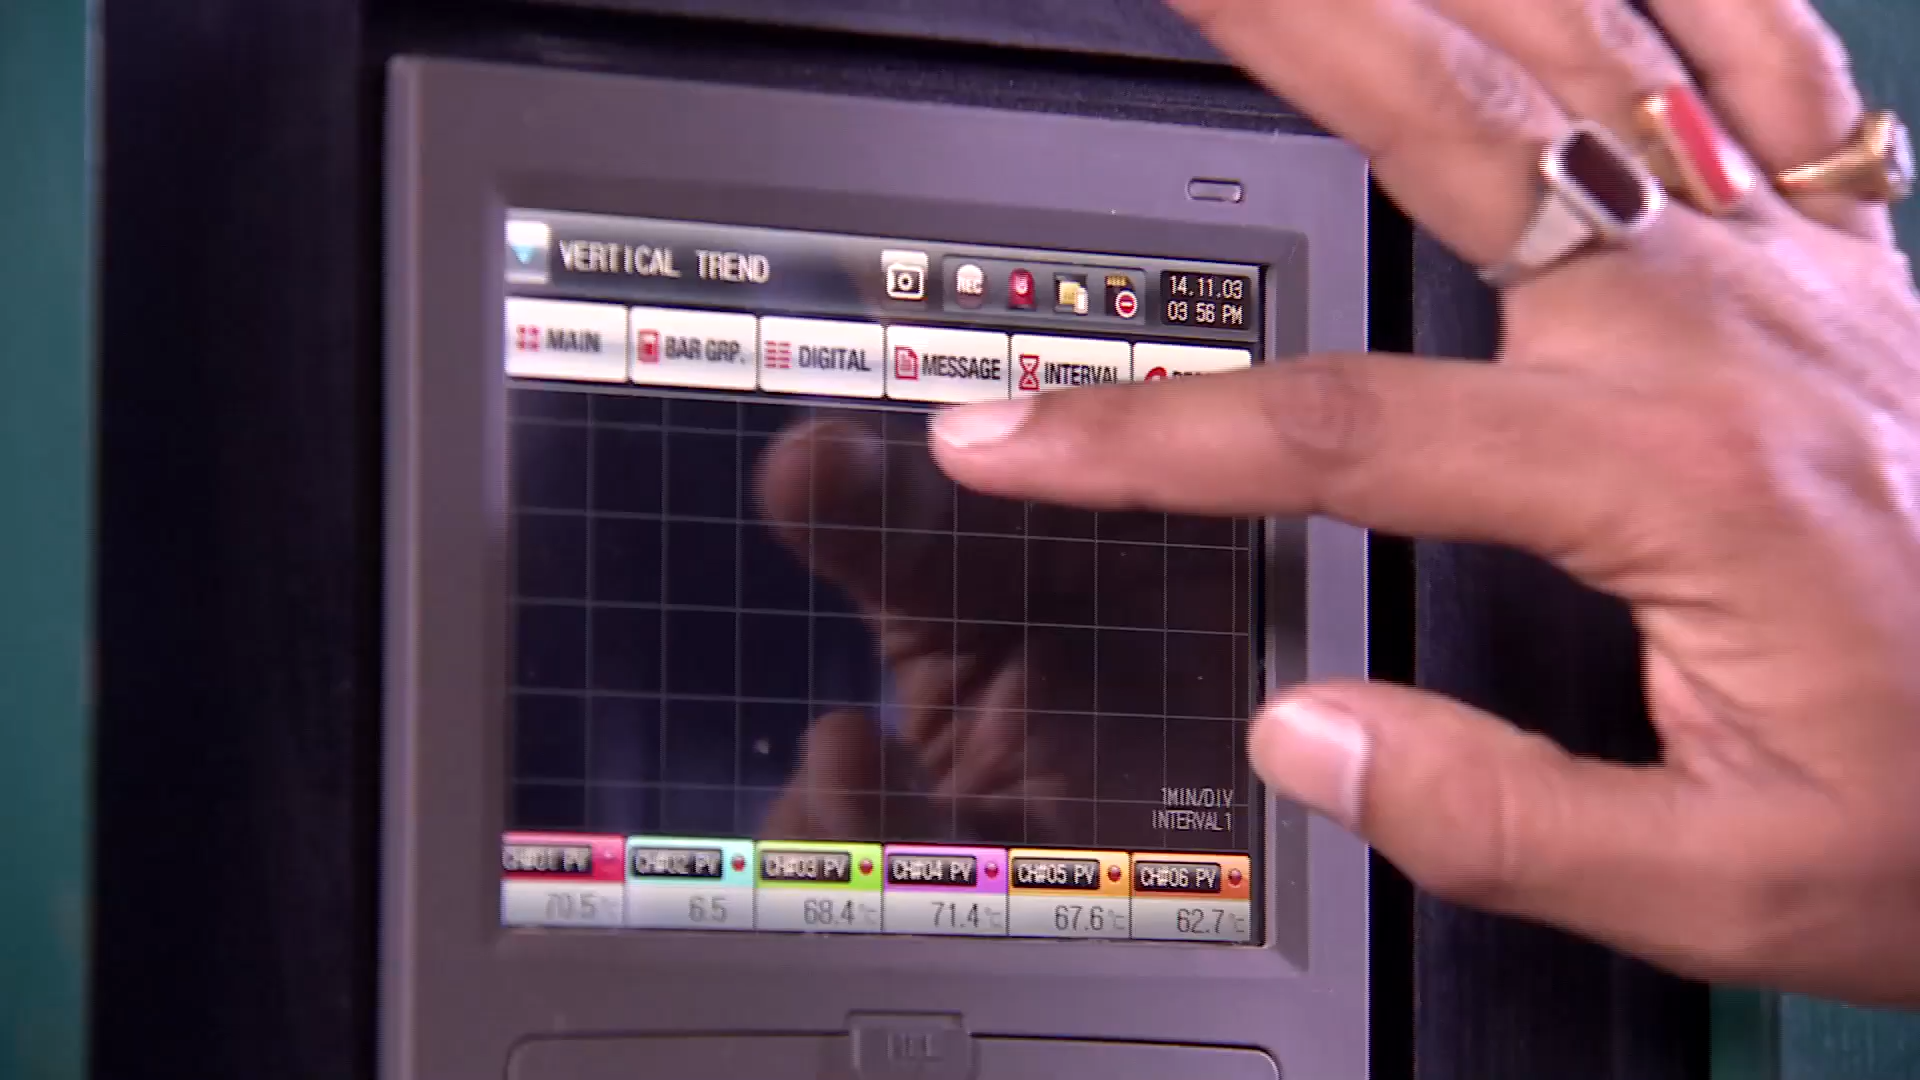 VERTICAL TREND
REC
14.11.03
03 56 PM
MAIN
BAR GRP.
DIGITAL
MESSAGE
INTERVAL
1MIN/DIV
INTERVAL1
CH#01 PV
CH#02 PV
CH#03 PV
CH#04 PV
CH#05 PV
CH#06 PV
70.5℃
6.5
68.4℃
71.4℃
67.6℃
62.7℃